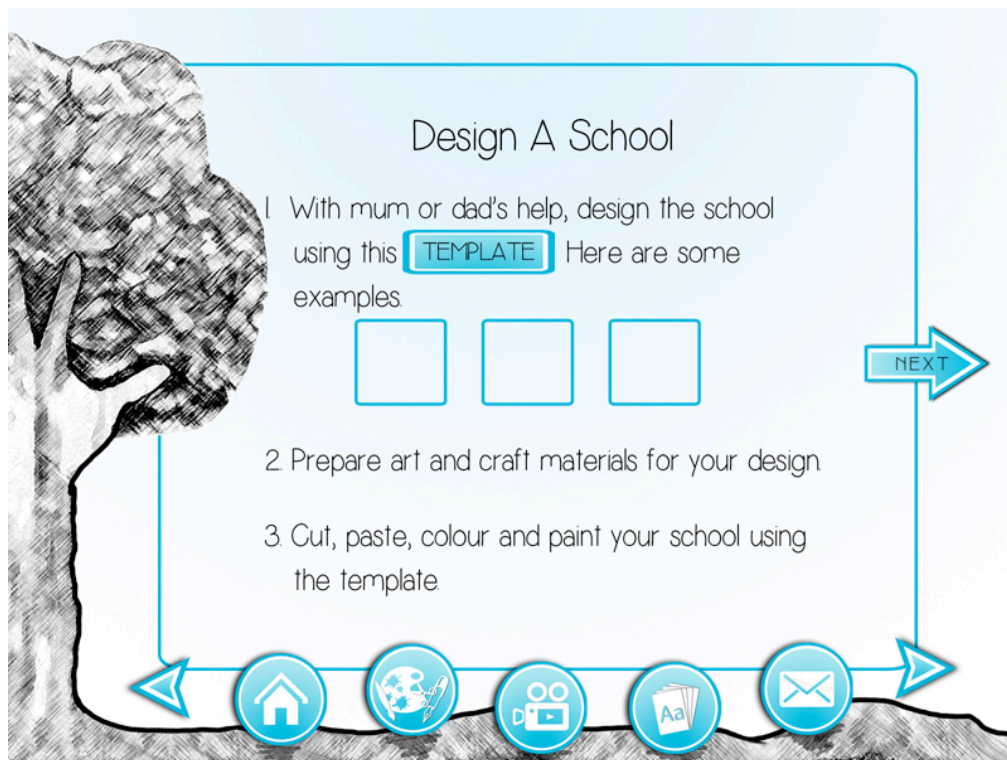 Design A School
1. With mum or dad's help, design the school
using this TEMPLATE Here are some
examples.
NEXT
2. Prepare art and craft materials for your design.
3. Cut, paste, colour and paint your school using
the template.
Aa